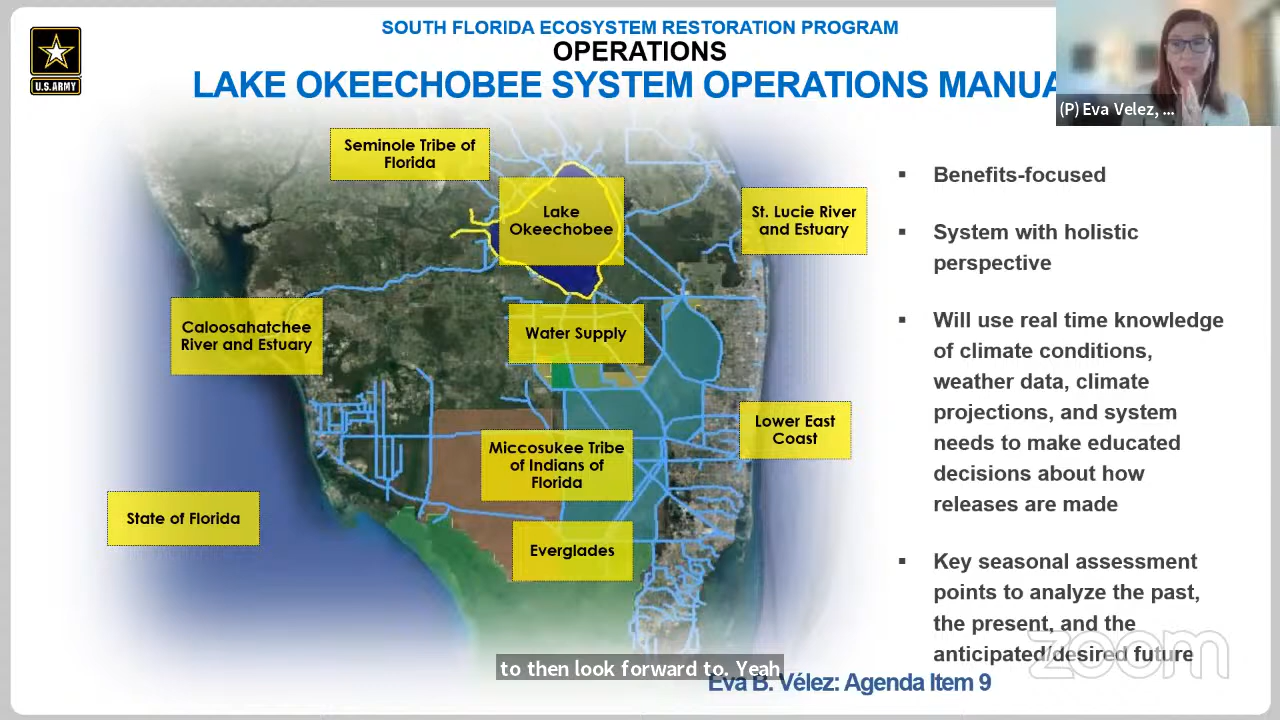 SOUTH FLORIDA ECOSYSTEM RESTORATION PROGRAM
OPERATIONS
LAKE OKEECHOBEE SYSTEM OPERATIONS MANUA
U.S.ARMY
(P) Eva Velez, ...
Seminole Tribe of
Florida
Lake
Okeechobee
St. Lucie River
and Estuary
Caloosahatchee
River and Estuary
Water Supply
Lower East
Coast
Miccosukee Tribe
of Indians of
Florida
State of Florida
Everglades
▪ Benefits-focused
▪ System with holistic
perspective
▪ Will use real time knowledge
of climate conditions,
weather data, climate
projections, and system
needs to make educated
decisions about how
releases are made
▪ Key seasonal assessment
points to analyze the past,
the present, and the
anticipated/desired future
zoom
to then look forward to. Yeah
Eva B. Vélez: Agenda Item 9